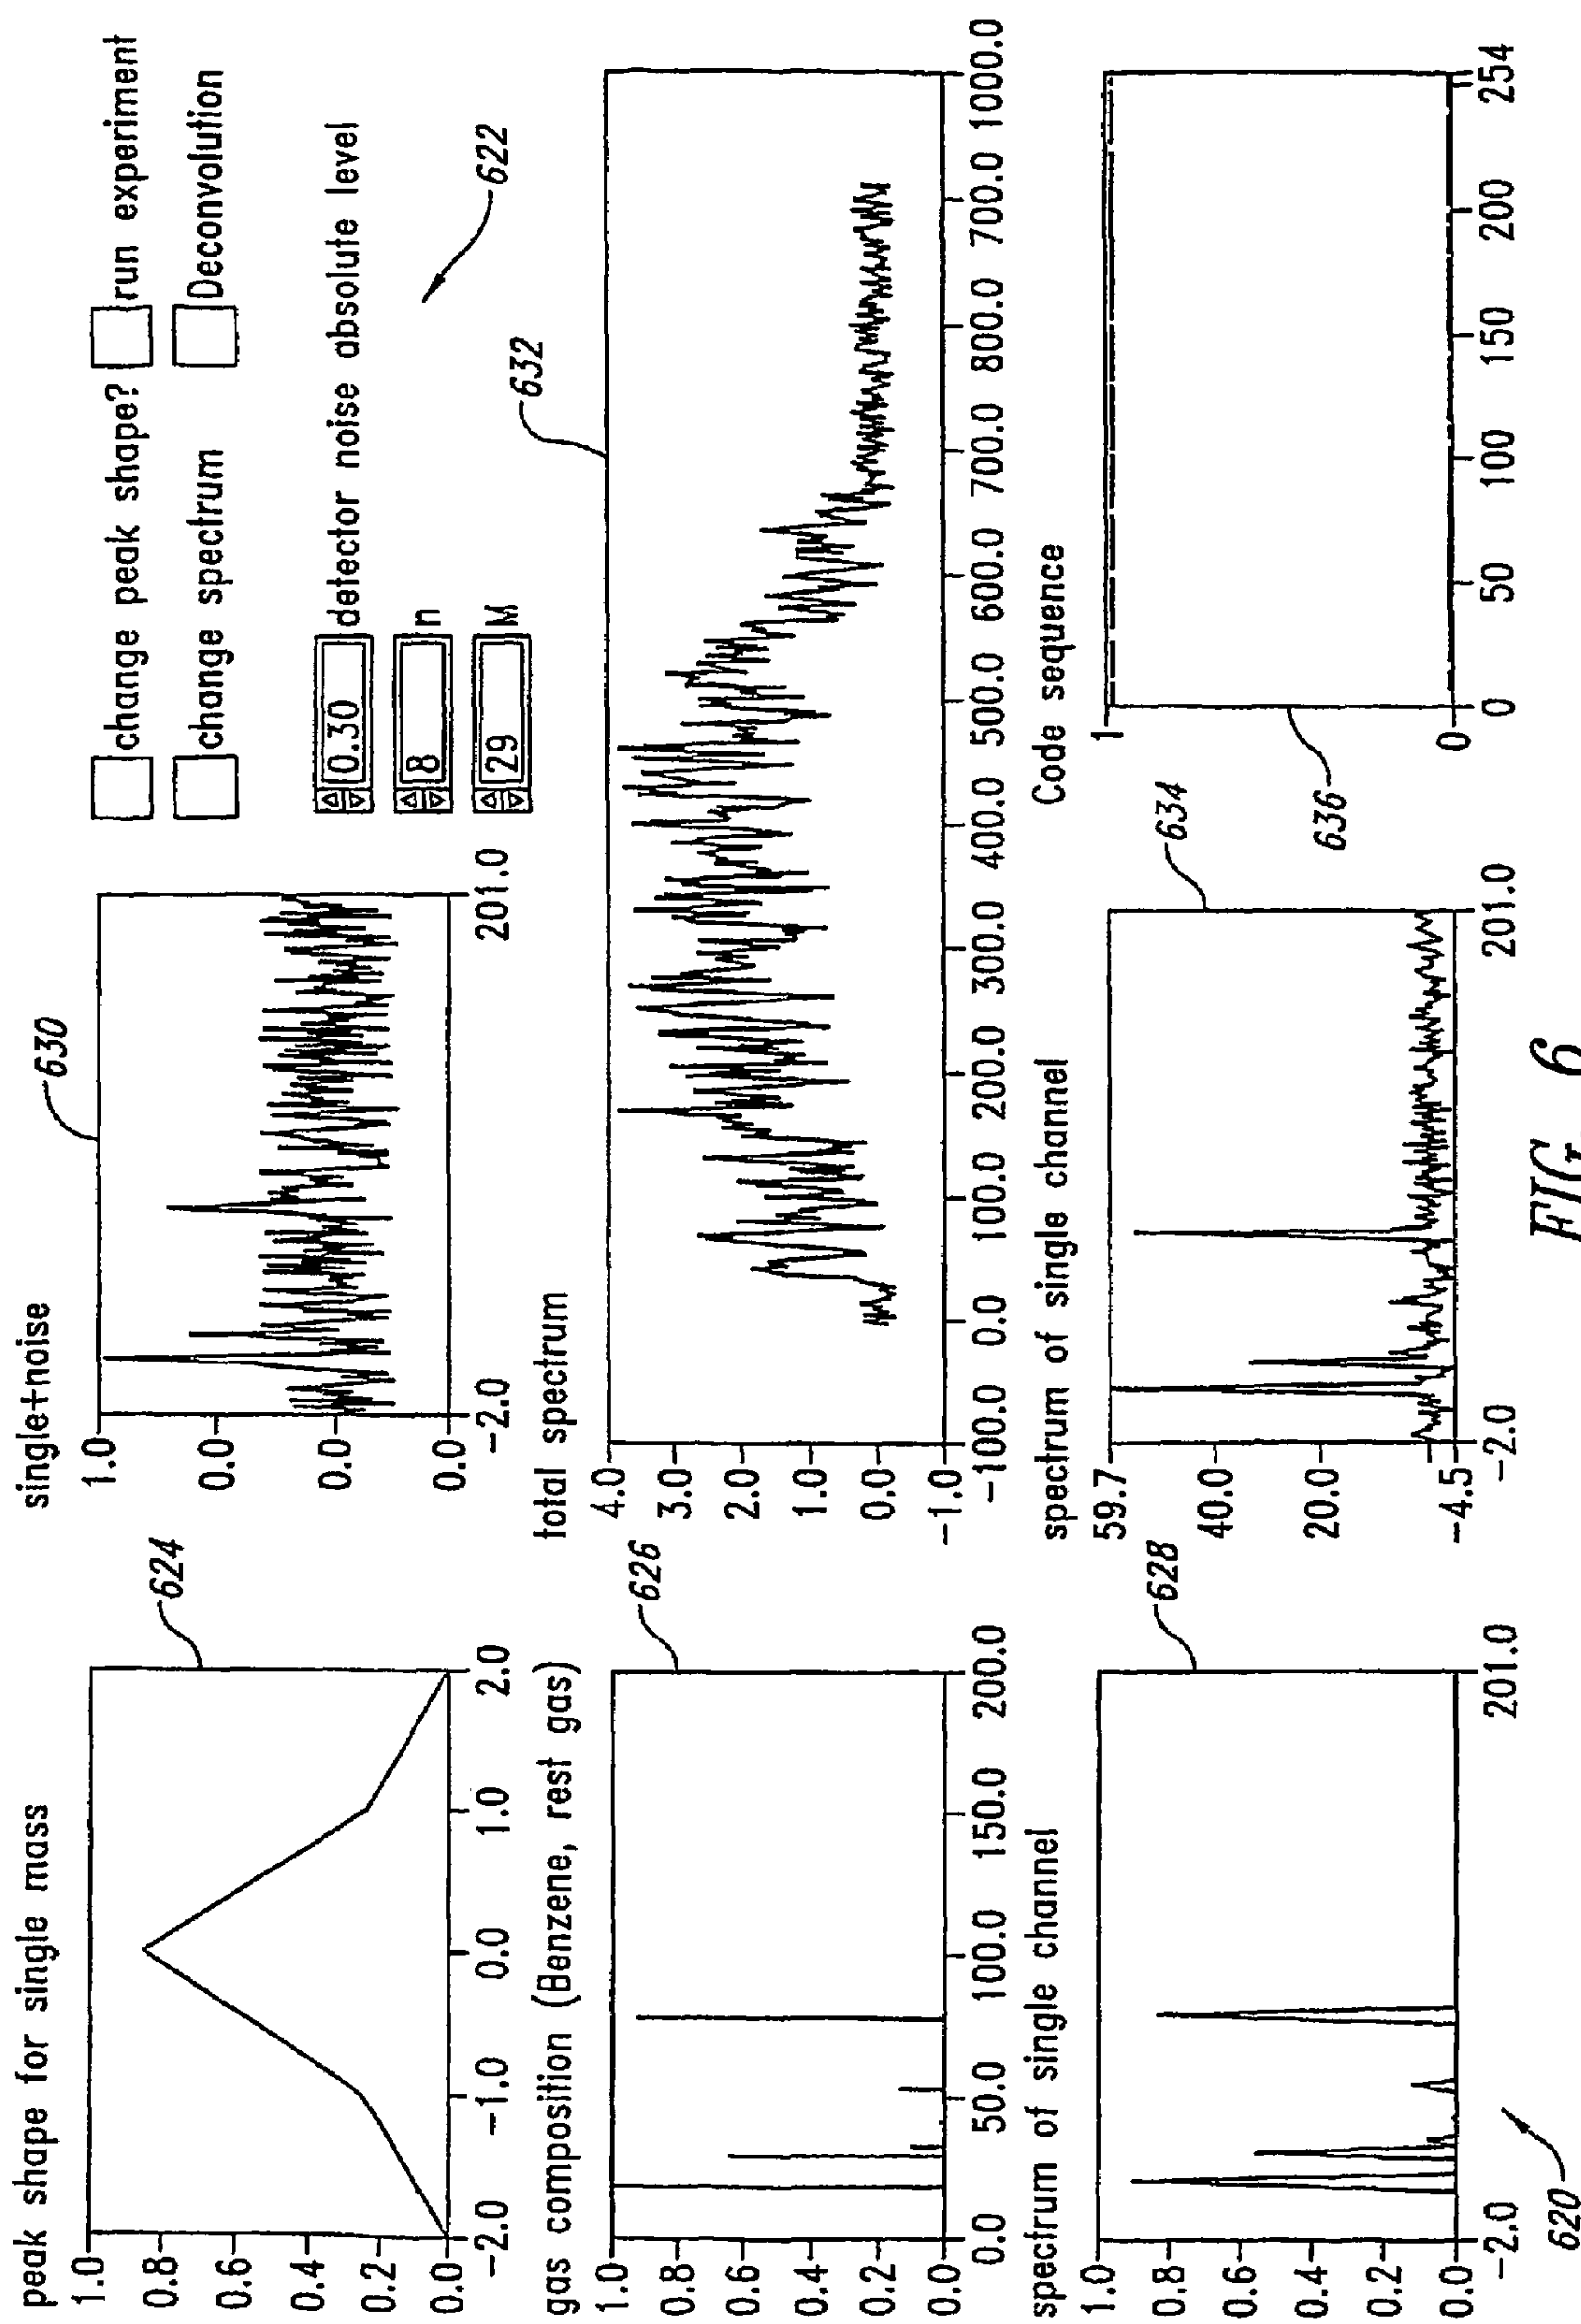 peak shape for single mass
1.0
0.8
0.6
0.4
0.2
0.0
-2.0 -1.0 0.0 1.0 2.0
624
single+noise
1.0
0.0
0.0
0.0
-2.0 201.0
630
change peak shape? run experiment
change spectrum Deconvolution
0.30 detector noise absolute level
8 n
29 M
622
gas composition (Benzene, rest gas)
1.0
0.8
0.6
0.4
0.2
0.0
0.0 50.0 100.0 150.0 200.0
626
total spectrum
4.0
3.0
2.0
1.0
0.0
-1.0
-100.0 0.0 100.0 200.0 300.0 400.0 500.0 600.0 700.0 800.0 700.0 1000.0
632
spectrum of single channel
1.0
0.8
0.6
0.4
0.2
0.0
-2.0 201.0
628
620
spectrum of single channel
59.7
40.0
20.0
-4.5
-2.0 201.0
634
Code sequence
1
0
0 50 100 150 200 254
636
FIG. 6